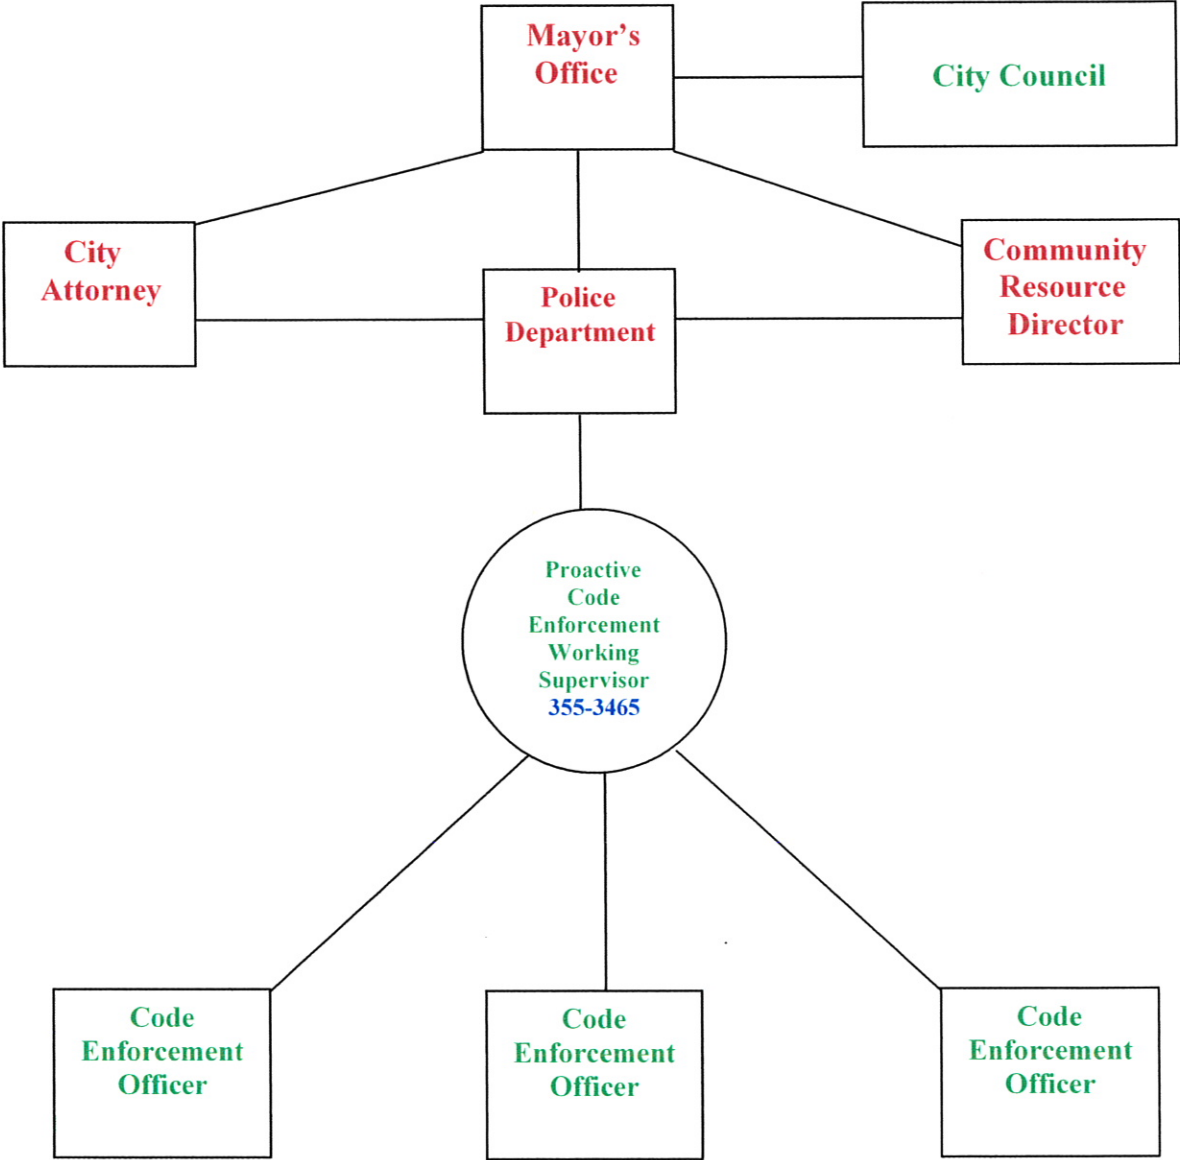 Mayor's
Office
City Council
City
Attorney
Police
Department
Community
Resource
Director
Proactive
Code
Enforcement
Working
Supervisor
355-3465
Code
Enforcement
Officer
Code
Enforcement
Officer
Code
Enforcement
Officer